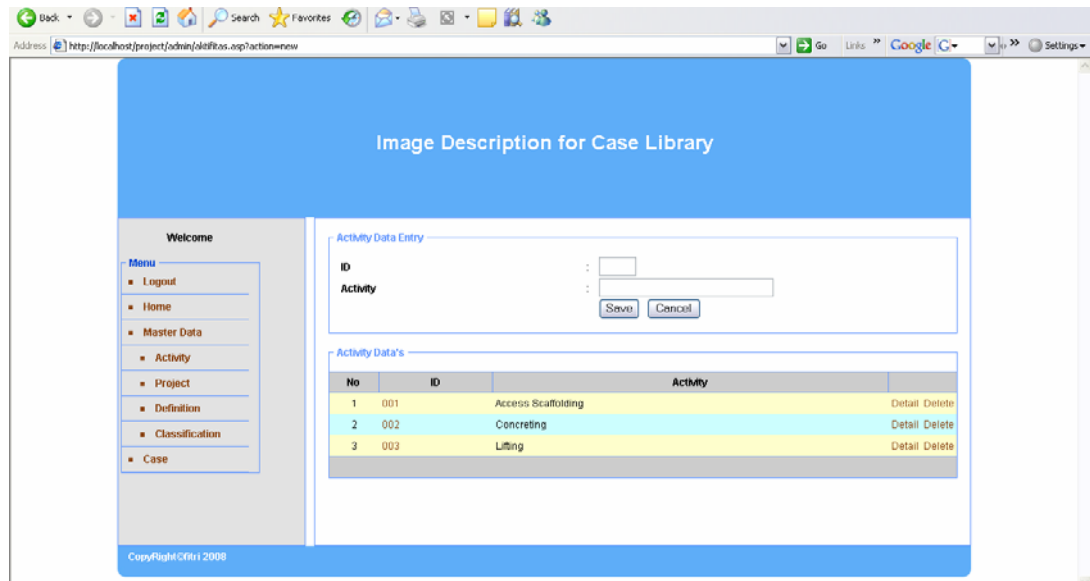 Back Search Favorites
Address http://localhost/project/admin/aktifitas.asp?action=new Go Links » Google G Settings
Image Description for Case Library
Welcome
Menu
Logout
Home
Master Data
Activity
Project
Definition
Classification
Case
Activity Data Entry
ID :
Activity :
Save Cancel
Activity Data's
No ID Activity
1 001 Access Scaffolding Detail Delete
2 002 Concreting Detail Delete
3 003 Lifting Detail Delete
CopyRight©fitri 2008